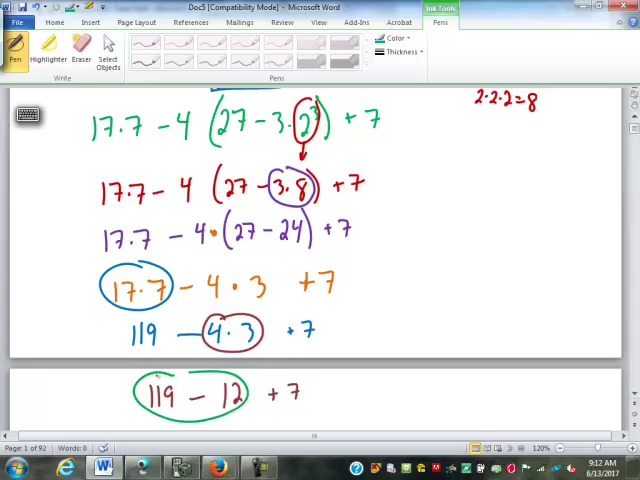 Doc5 [Compatibility Mode] - Microsoft Word
Ink Tools
File Home Insert Page Layout References Mailings Review View Add-Ins Acrobat Pens
Pen Highlighter Eraser Select Objects
Color
Thickness
Write Pens
2·2·2=8
17·7 - 4 (27 - 3·2³) + 7
17·7 - 4 (27 - 3·8) + 7
17·7 - 4·(27 - 24) + 7
17·7 - 4·3 + 7
119 - 4·3 + 7
119 - 12 + 7
Page: 1 of 92 Words: 0 120%
9:12 AM
6/13/2017